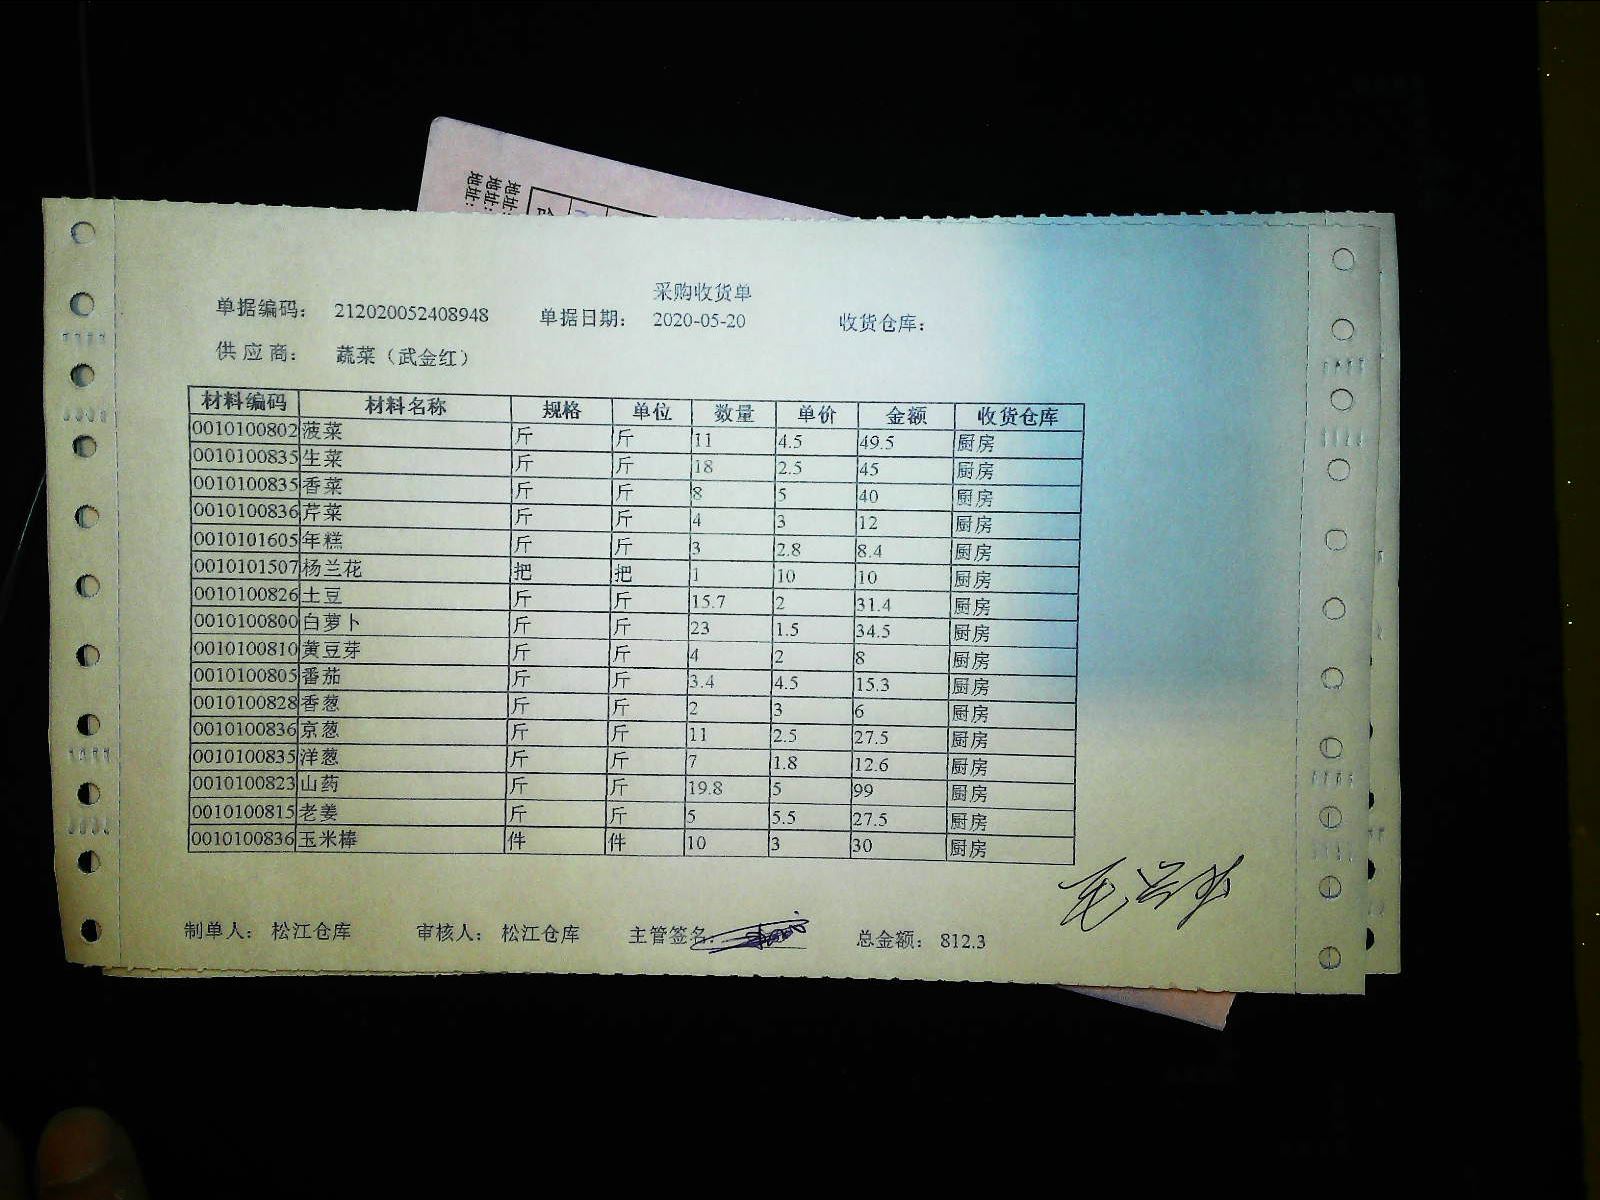 地址:
地址:
地址:
采购收货单
单据编码: 212020052408948 单据日期: 2020-05-20 收货仓库:
供应商: 蔬菜（武金红）
材料编码 材料名称 规格 单位 数量 单价 金额 收货仓库
0010100802 菠菜 斤 斤 11 4.5 49.5 厨房
0010100835 生菜 斤 斤 18 2.5 45 厨房
0010100835 香菜 斤 斤 8 5 40 厨房
0010100836 芹菜 斤 斤 4 3 12 厨房
0010101605 年糕 斤 斤 3 2.8 8.4 厨房
0010101507 杨兰花 把 把 1 10 10 厨房
0010100826 土豆 斤 斤 15.7 2 31.4 厨房
0010100800 白萝卜 斤 斤 23 1.5 34.5 厨房
0010100810 黄豆芽 斤 斤 4 2 8 厨房
0010100805 番茄 斤 斤 3.4 4.5 15.3 厨房
0010100828 香葱 斤 斤 2 3 6 厨房
0010100836 京葱 斤 斤 11 2.5 27.5 厨房
0010100835 洋葱 斤 斤 7 1.8 12.6 厨房
0010100823 山药 斤 斤 19.8 5 99 厨房
0010100815 老姜 斤 斤 5 5.5 27.5 厨房
0010100836 玉米棒 件 件 10 3 30 厨房
制单人: 松江仓库 审核人: 松江仓库 主管签名: 总金额: 812.3